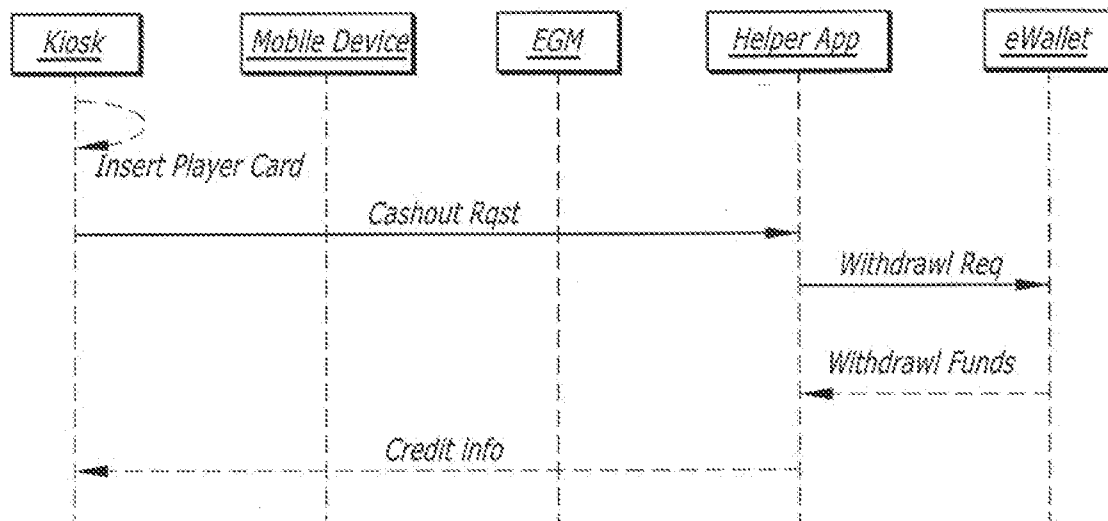 Kiosk
Mobile Device
EGM
Helper App
eWallet
Insert Player Card
Cashout Rqst
Withdrawl Req
Withdrawl Funds
Credit info